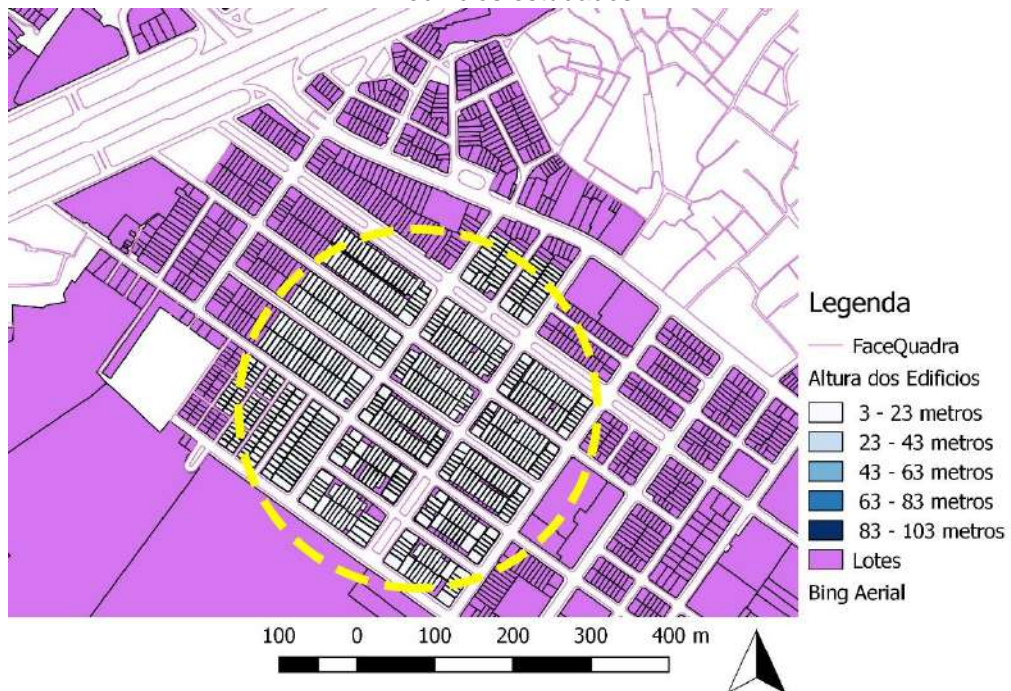 Legenda
FaceQuadra
Altura dos Edificios
3 - 23 metros
23 - 43 metros
43 - 63 metros
63 - 83 metros
83 - 103 metros
Lotes
Bing Aerial
100 0 100 200 300 400 m